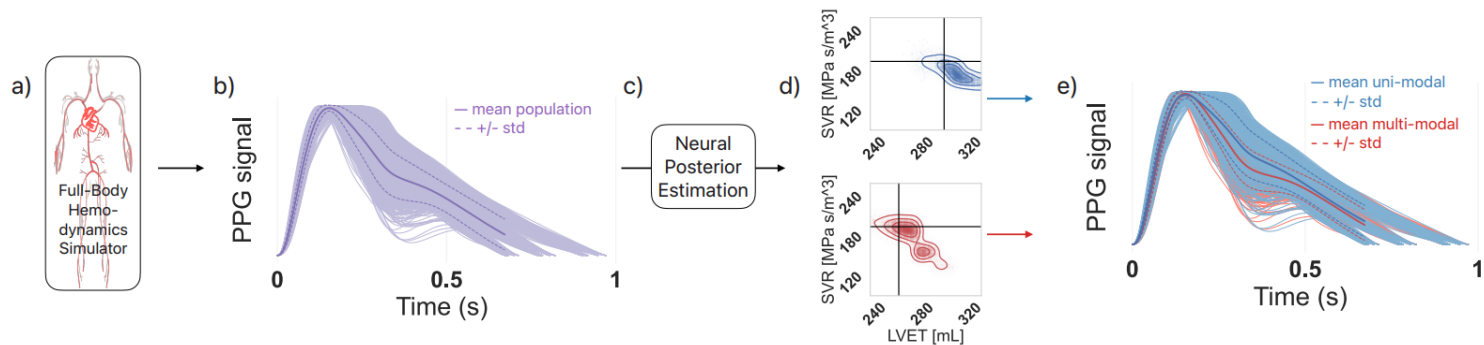 a)
Full-Body
Hemo-
dynamics
Simulator
b)
PPG signal
mean population
+/- std
0
0.5
1
Time (s)
c)
Neural
Posterior
Estimation
d)
SVR [MPa s/m^3]
240
180
120
240
280
320
SVR [MPa s/m^3]
240
180
120
240
280
320
LVET [mL]
e)
PPG signal
mean uni-modal
+/- std
mean multi-modal
+/- std
0
0.5
1
Time (s)